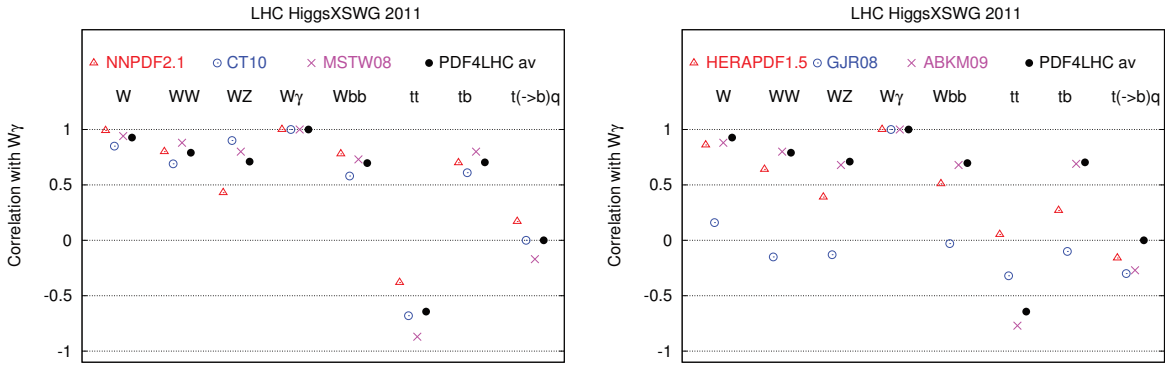 LHC HiggsXSWG 2011
NNPDF2.1 CT10 MSTW08 PDF4LHC av
W WW WZ Wγ Wbb tt tb t(->b)q
1
0.5
0
-0.5
-1
Correlation with Wγ
LHC HiggsXSWG 2011
HERAPDF1.5 GJR08 ABKM09 PDF4LHC av
W WW WZ Wγ Wbb tt tb t(->b)q
1
0.5
0
-0.5
-1
Correlation with Wγ